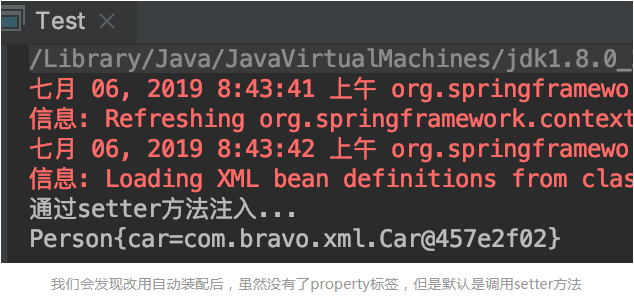 Test
/Library/Java/JavaVirtualMachines/jdk1.8.0_
七月 06, 2019 8:43:41 上午 org.springframewo
信息: Refreshing org.springframework.context
七月 06, 2019 8:43:42 上午 org.springframewo
信息: Loading XML bean definitions from clas
通过setter方法注入...
Person{car=com.bravo.xml.Car@457e2f02}
我们会发现改用自动装配后，虽然没有了property标签，但是默认是调用setter方法